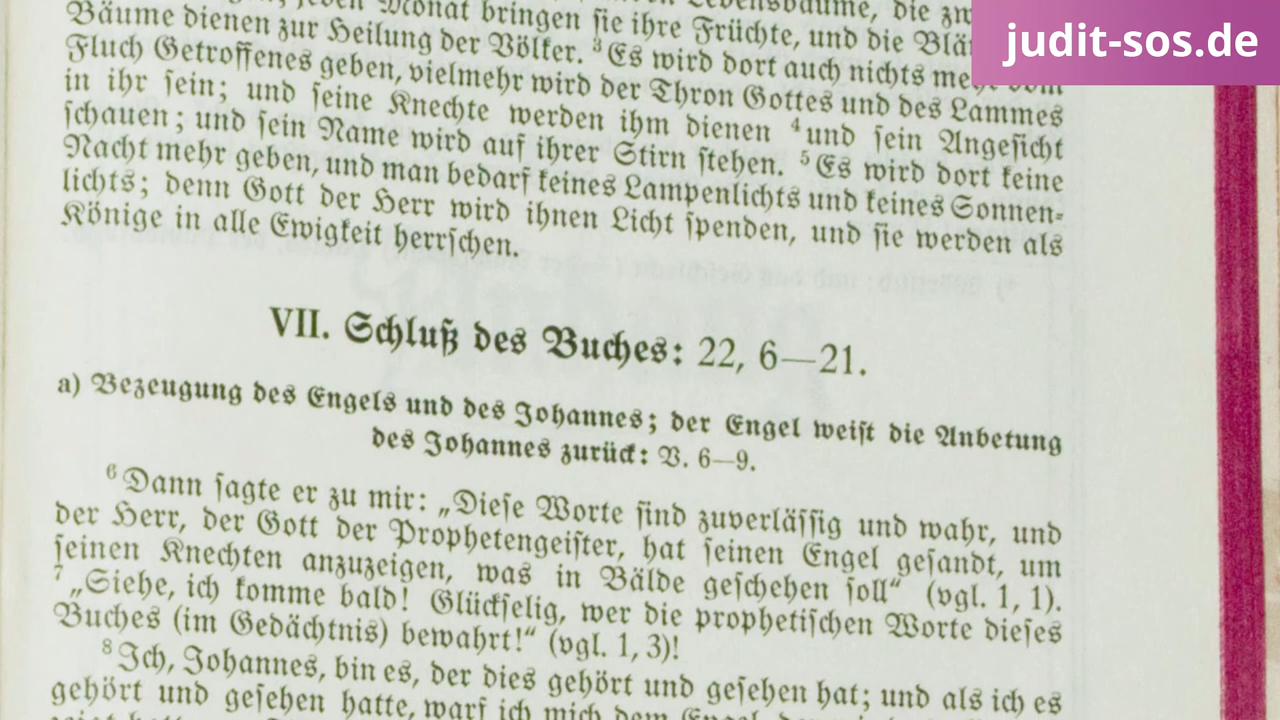 judit-sos.de
Monat bringen sie ihre Früchte, und die
Bäume dienen zur Heilung der Völker. ³Es wird dort auch nichts mehr vom
Fluch Getroffenes geben, vielmehr wird der Thron Gottes und des Lammes
in ihr sein; und seine Knechte werden ihm dienen ⁴und sein Angesicht
schauen; und sein Name wird auf ihrer Stirn stehen. ⁵Es wird dort keine
Nacht mehr geben, und man bedarf keines Lampenlichts und keines Sonnen-
lichts; denn Gott der Herr wird ihnen Licht spenden, und sie werden als
Könige in alle Ewigkeit herrschen.
VII. Schluß des Buches: 22, 6—21.
a) Bezeugung des Engels und des Johannes; der Engel weist die Anbetung
des Johannes zurück: V. 6—9.
⁶Dann sagte er zu mir: „Diese Worte sind zuverlässig und wahr, und
der Herr, der Gott der Prophetengeister, hat seinen Engel gesandt, um
seinen Knechten anzuzeigen, was in Bälde geschehen soll“ (vgl. 1, 1).
⁷„Siehe, ich komme bald! Glückselig, wer die prophetischen Worte dieses
Buches (im Gedächtnis) bewahrt!“ (vgl. 1, 3)!
⁸Ich, Johannes, bin es, der dies gehört und gesehen hat; und als ich es
gehört und gesehen hatte, warf ich mich dem Engel,